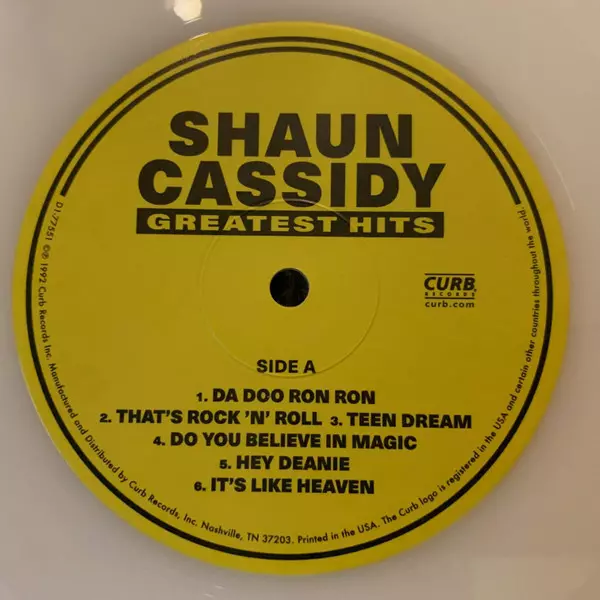 SHAUN
CASSIDY
GREATEST HITS
CURB®
RECORDS
curb.com
SIDE A
1. DA DOO RON RON
2. THAT'S ROCK 'N' ROLL 3. TEEN DREAM
4. DO YOU BELIEVE IN MAGIC
5. HEY DEANIE
6. IT'S LIKE HEAVEN
D1-77551 ©℗ 1992 Curb Records Inc. Manufactured and Distributed by Curb Records, Inc. Nashville, TN 37203. Printed in the USA. The Curb logo is registered in the USA and certain other countries throughout the world.